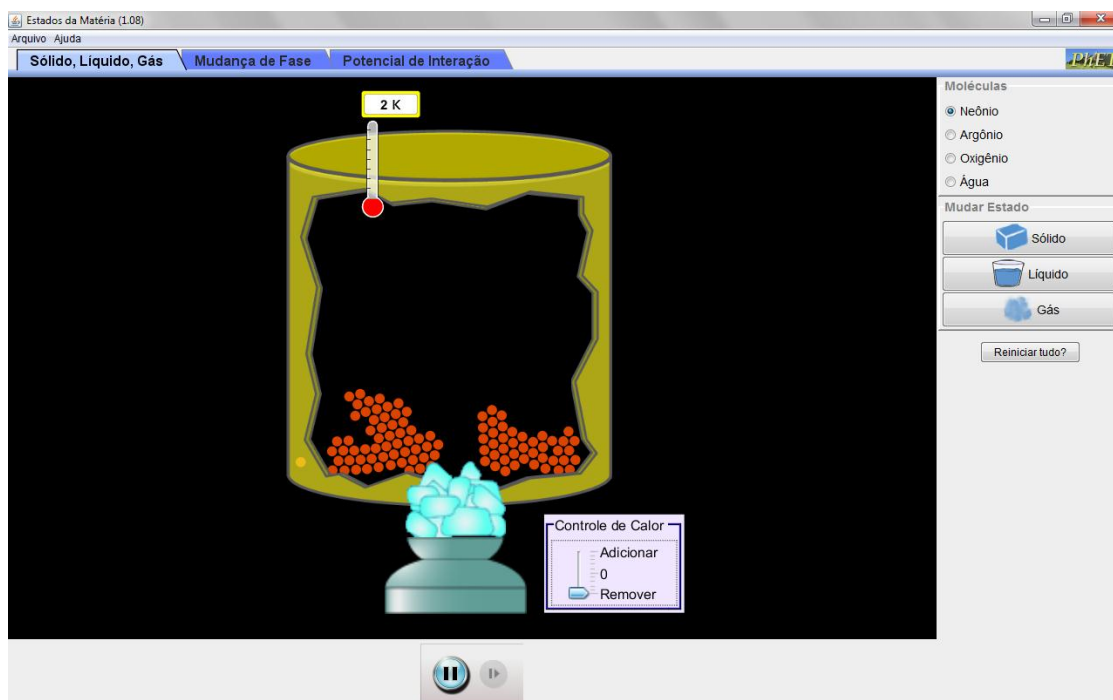 Estados da Matéria (1.08)
Arquivo Ajuda
Sólido, Líquido, Gás
Mudança de Fase
Potencial de Interação
PhET
2 K
Moléculas
Neônio
Argônio
Oxigênio
Água
Mudar Estado
Sólido
Líquido
Gás
Reiniciar tudo?
Controle de Calor
Adicionar
0
Remover